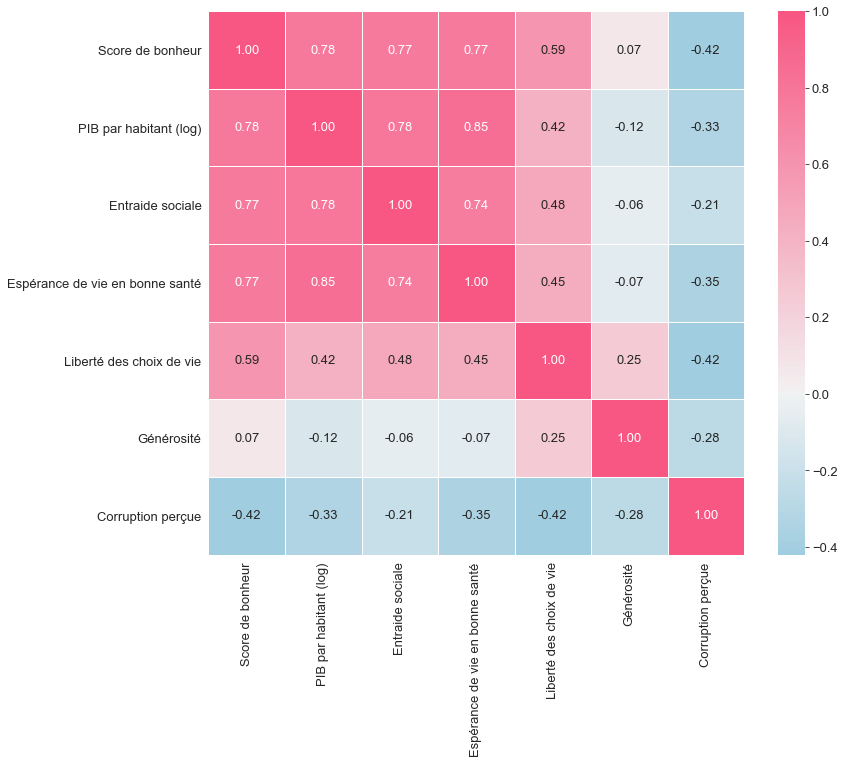 Score de bonheur 1.00 0.78 0.77 0.77 0.59 0.07 -0.42
PIB par habitant (log) 0.78 1.00 0.78 0.85 0.42 -0.12 -0.33
Entraide sociale 0.77 0.78 1.00 0.74 0.48 -0.06 -0.21
Espérance de vie en bonne santé 0.77 0.85 0.74 1.00 0.45 -0.07 -0.35
Liberté des choix de vie 0.59 0.42 0.48 0.45 1.00 0.25 -0.42
Générosité 0.07 -0.12 -0.06 -0.07 0.25 1.00 -0.28
Corruption perçue -0.42 -0.33 -0.21 -0.35 -0.42 -0.28 1.00
Score de bonheur
PIB par habitant (log)
Entraide sociale
Espérance de vie en bonne santé
Liberté des choix de vie
Générosité
Corruption perçue
1.0
0.8
0.6
0.4
0.2
0.0
−0.2
−0.4